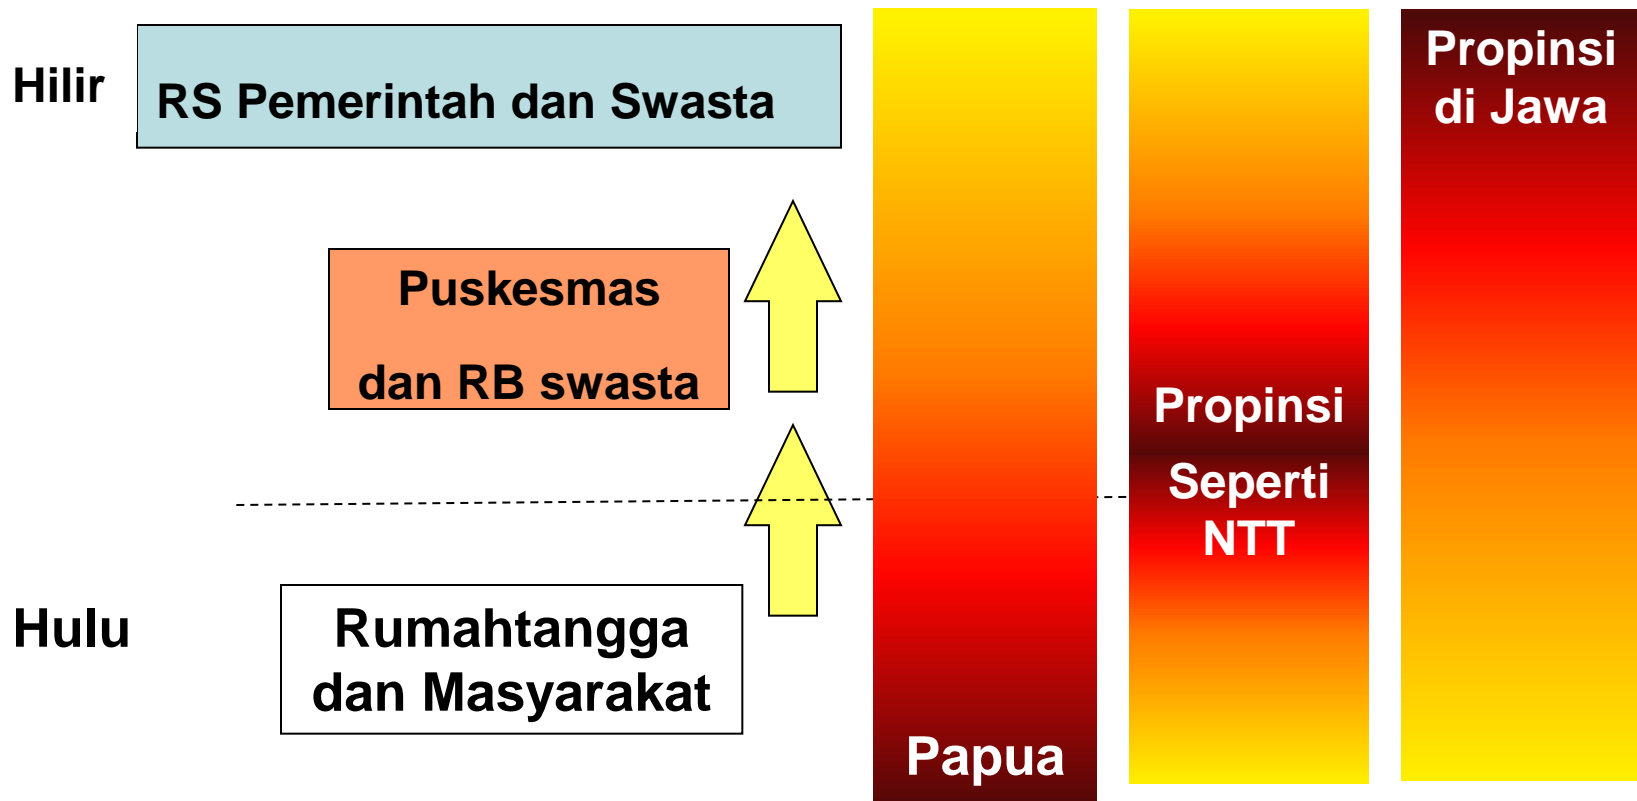 Hilir
RS Pemerintah dan Swasta
Puskesmas
dan RB swasta
Hulu
Rumahtangga
dan Masyarakat
Papua
Propinsi
Seperti
NTT
Propinsi
di Jawa